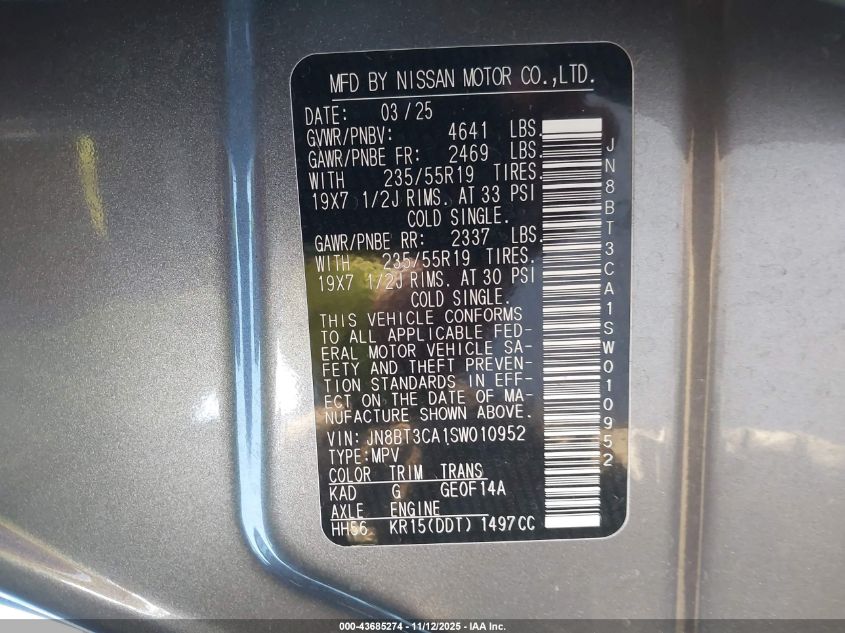 MFD BY NISSAN MOTOR CO.,LTD.
DATE: 03/25
GVWR/PNBV: 4641 LBS.
GAWR/PNBE FR: 2469 LBS.
WITH 235/55R19 TIRES.
19X7 1/2J RIMS. AT 33 PSI
COLD SINGLE.
GAWR/PNBE RR: 2337 LBS.
WITH 235/55R19 TIRES.
19X7 1/2J RIMS. AT 30 PSI
COLD SINGLE.
THIS VEHICLE CONFORMS
TO ALL APPLICABLE FED-
ERAL MOTOR VEHICLE SA-
FETY AND THEFT PREVEN-
TION STANDARDS IN EFF-
ECT ON THE DATE OF MA-
NUFACTURE SHOWN ABOVE.
VIN: JN8BT3CA1SW010952
TYPE:MPV
COLOR TRIM TRANS
KAD G GE0F14A
AXLE ENGINE
HH56 KR15(DDT) 1497CC
JN8BT3CA1SW010952
000-43685274 - 11/12/2025 - IAA Inc.